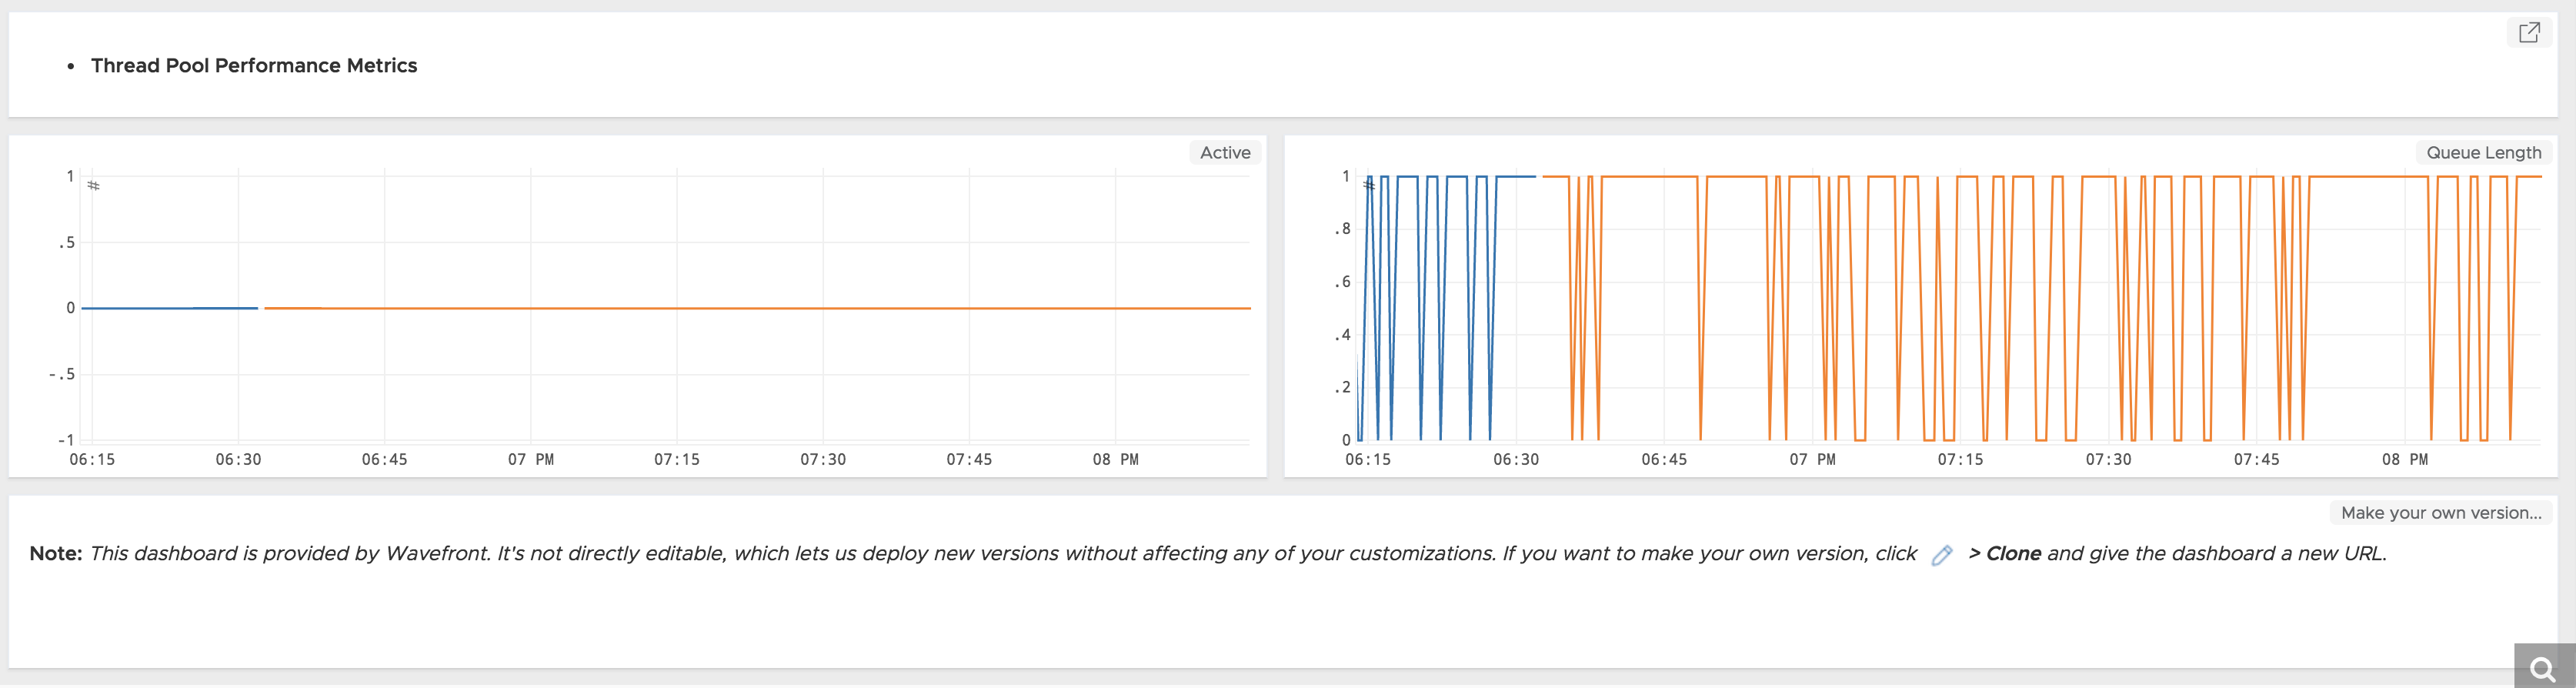 • Thread Pool Performance Metrics
Active
#
1
.5
0
-.5
-1
06:15 06:30 06:45 07 PM 07:15 07:30 07:45 08 PM
Queue Length
#
1
.8
.6
.4
.2
0
06:15 06:30 06:45 07 PM 07:15 07:30 07:45 08 PM
Make your own version...
Note: This dashboard is provided by Wavefront. It's not directly editable, which lets us deploy new versions without affecting any of your customizations. If you want to make your own version, click > Clone and give the dashboard a new URL.